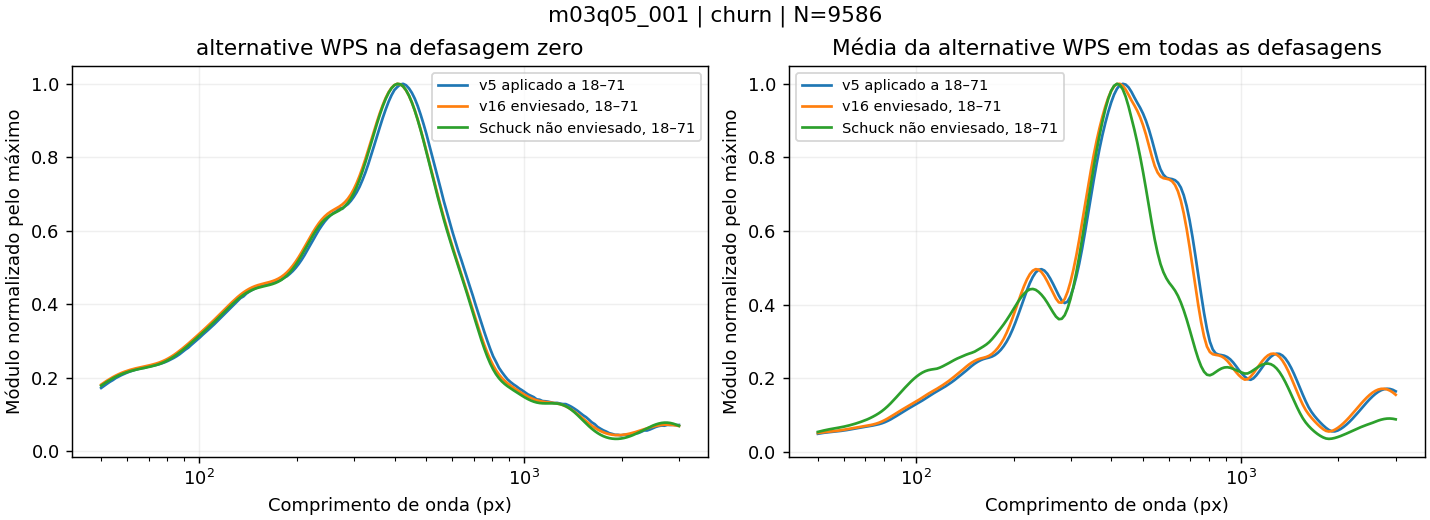 m03q05_001 | churn | N=9586
alternative WPS na defasagem zero
Módulo normalizado pelo máximo
1.0
0.8
0.6
0.4
0.2
0.0
v5 aplicado a 18–71
v16 enviesado, 18–71
Schuck não enviesado, 18–71
10²
10³
Comprimento de onda (px)
Média da alternative WPS em todas as defasagens
Módulo normalizado pelo máximo
1.0
0.8
0.6
0.4
0.2
0.0
v5 aplicado a 18–71
v16 enviesado, 18–71
Schuck não enviesado, 18–71
10²
10³
Comprimento de onda (px)